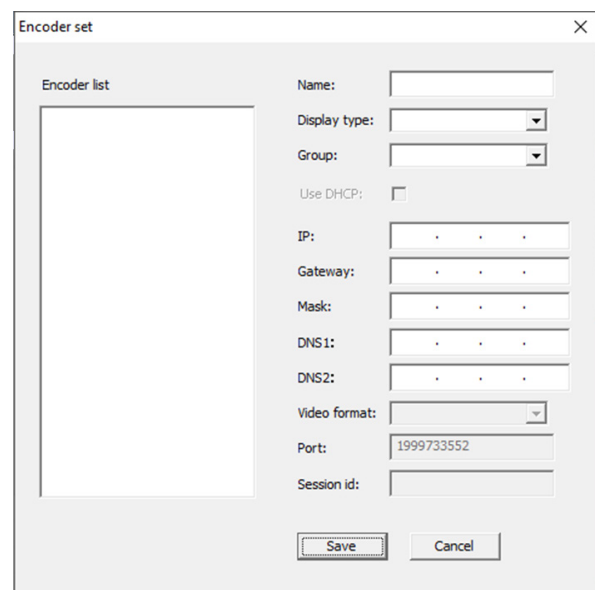 Encoder set
Encoder list
Name:
Display type:
Group:
Use DHCP:
IP:
Gateway:
Mask:
DNS1:
DNS2:
Video format:
Port: 1999733552
Session id:
Save Cancel